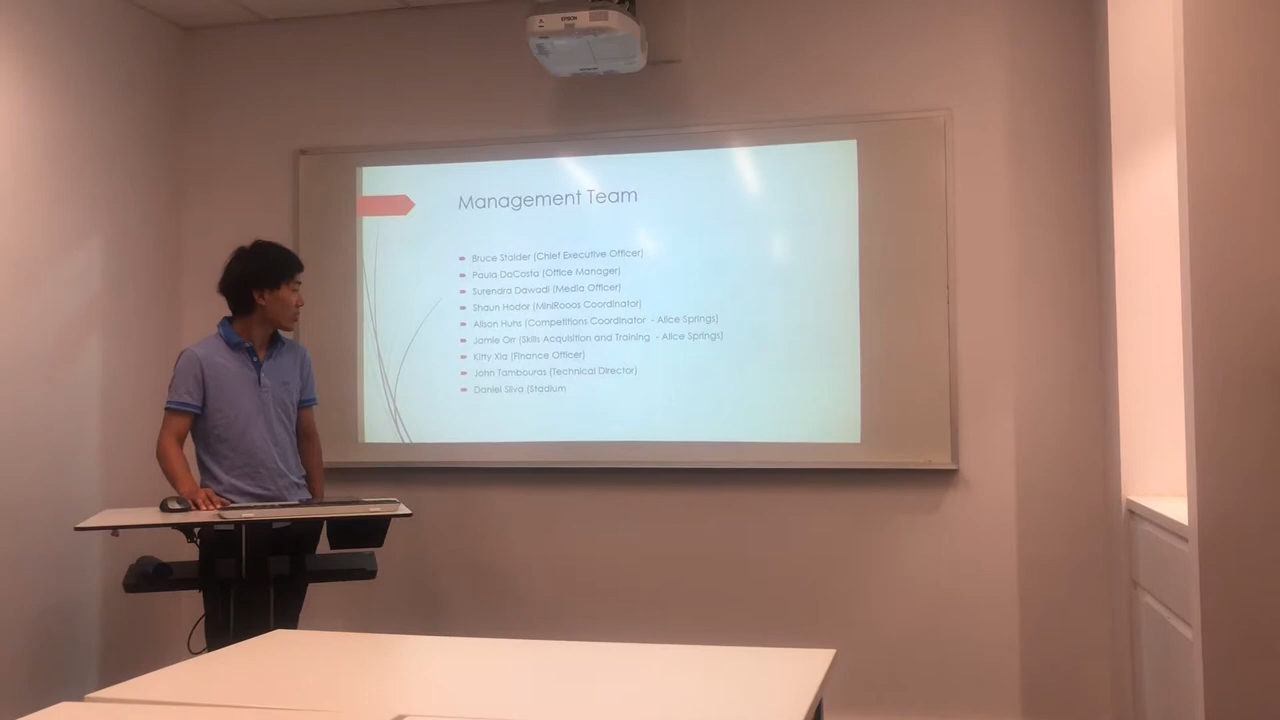 EPSON
Management Team
Bruce Stalder (Chief Executive Officer)
Paula DaCosta (Office Manager)
Surendra Dawadi (Media Officer)
Shaun Hodor (MiniRooos Coordinator)
Alison Huhs (Competitions Coordinator - Alice Springs)
Jamie Orr (Skills Acquisition and Training - Alice Springs)
Kitty Xia (Finance Officer)
John Tambouras (Technical Director)
Daniel Silva (Stadium